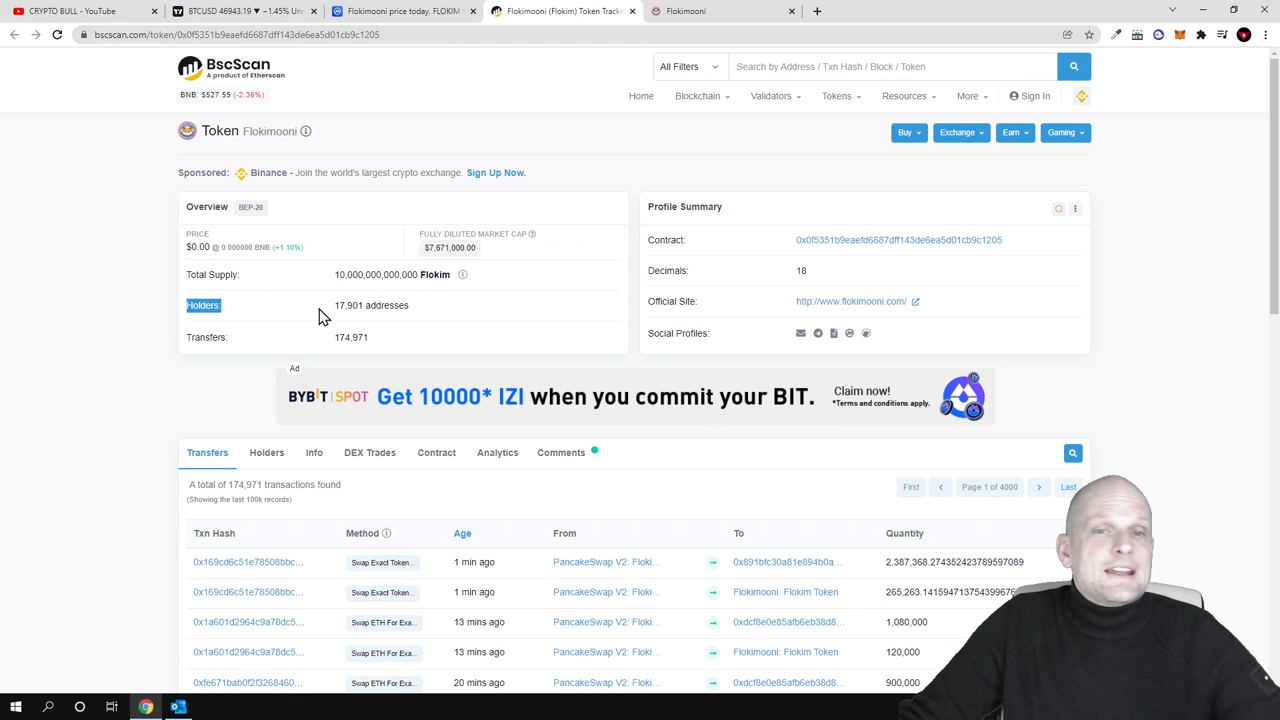 CRYPTO BULL - YouTube
BTCUSD 46943.19 ▼ −1.45% Un
Flokimooni price today, FLOKIM
Flokimooni (Flokim) Token Tracke
Flokimooni
bscscan.com/token/0x0f5351b9eaefd6687dff143de6ea5d01cb9c1205
BscScan
A product of Etherscan
All Filters
Search by Address / Txn Hash / Block / Token
BNB: $527.55 (-2.36%)
Home Blockchain Validators Tokens Resources More Sign In
Token Flokimooni
Buy Exchange Earn Gaming
Sponsored: Binance - Join the world's largest crypto exchange. Sign Up Now.
Overview BEP-20
PRICE
$0.00 @ 0.000000 BNB (+1.10%)
FULLY DILUTED MARKET CAP
$7,671,000.00
Total Supply: 10,000,000,000,000 Flokim
Holders: 17,901 addresses
Transfers: 174,971
Profile Summary
Contract: 0x0f5351b9eaefd6687dff143de6ea5d01cb9c1205
Decimals: 18
Official Site: http://www.flokimooni.com/
Social Profiles:
Ad
BYBIT | SPOT Get 10000* IZI when you commit your BIT.
Claim now!
*Terms and conditions apply.
Transfers Holders Info DEX Trades Contract Analytics Comments
A total of 174,971 transactions found
(Showing the last 100k records)
First Page 1 of 4000 Last
Txn Hash Method Age From To Quantity
0x169cd6c51e78508bbc... Swap Exact Token... 1 min ago PancakeSwap V2: Floki... 0x891bfc30a81e894b0a... 2,387,368.274352423789597089
0x169cd6c51e78508bbc... Swap Exact Token... 1 min ago PancakeSwap V2: Floki... Flokimooni: Flokim Token 265,263.141594713754399676
0x1a601d2964c9a78dc5... Swap ETH For Exa... 13 mins ago PancakeSwap V2: Floki... 0xdcf8e0e85afb6eb38d8... 1,080,000
0x1a601d2964c9a78dc5... Swap ETH For Exa... 13 mins ago PancakeSwap V2: Floki... Flokimooni: Flokim Token 120,000
0xfe671bab0f2f3268460... Swap ETH For Exa... 20 mins ago PancakeSwap V2: Floki... 0xdcf8e0e85afb6eb38d8... 900,000